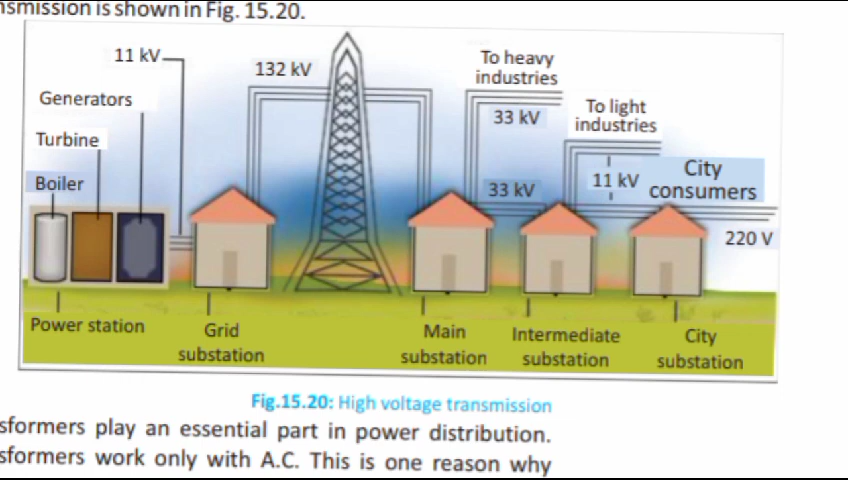 nsmission is shown in Fig. 15.20.
11 kV
132 kV
To heavy
industries
Generators
33 kV
To light
industries
Turbine
City
consumers
Boiler
33 kV
11 kV
220 V
Power station
Grid
substation
Main
substation
Intermediate
substation
City
substation
Fig.15.20: High voltage transmission
sformers play an essential part in power distribution.
sformers work only with A.C. This is one reason why